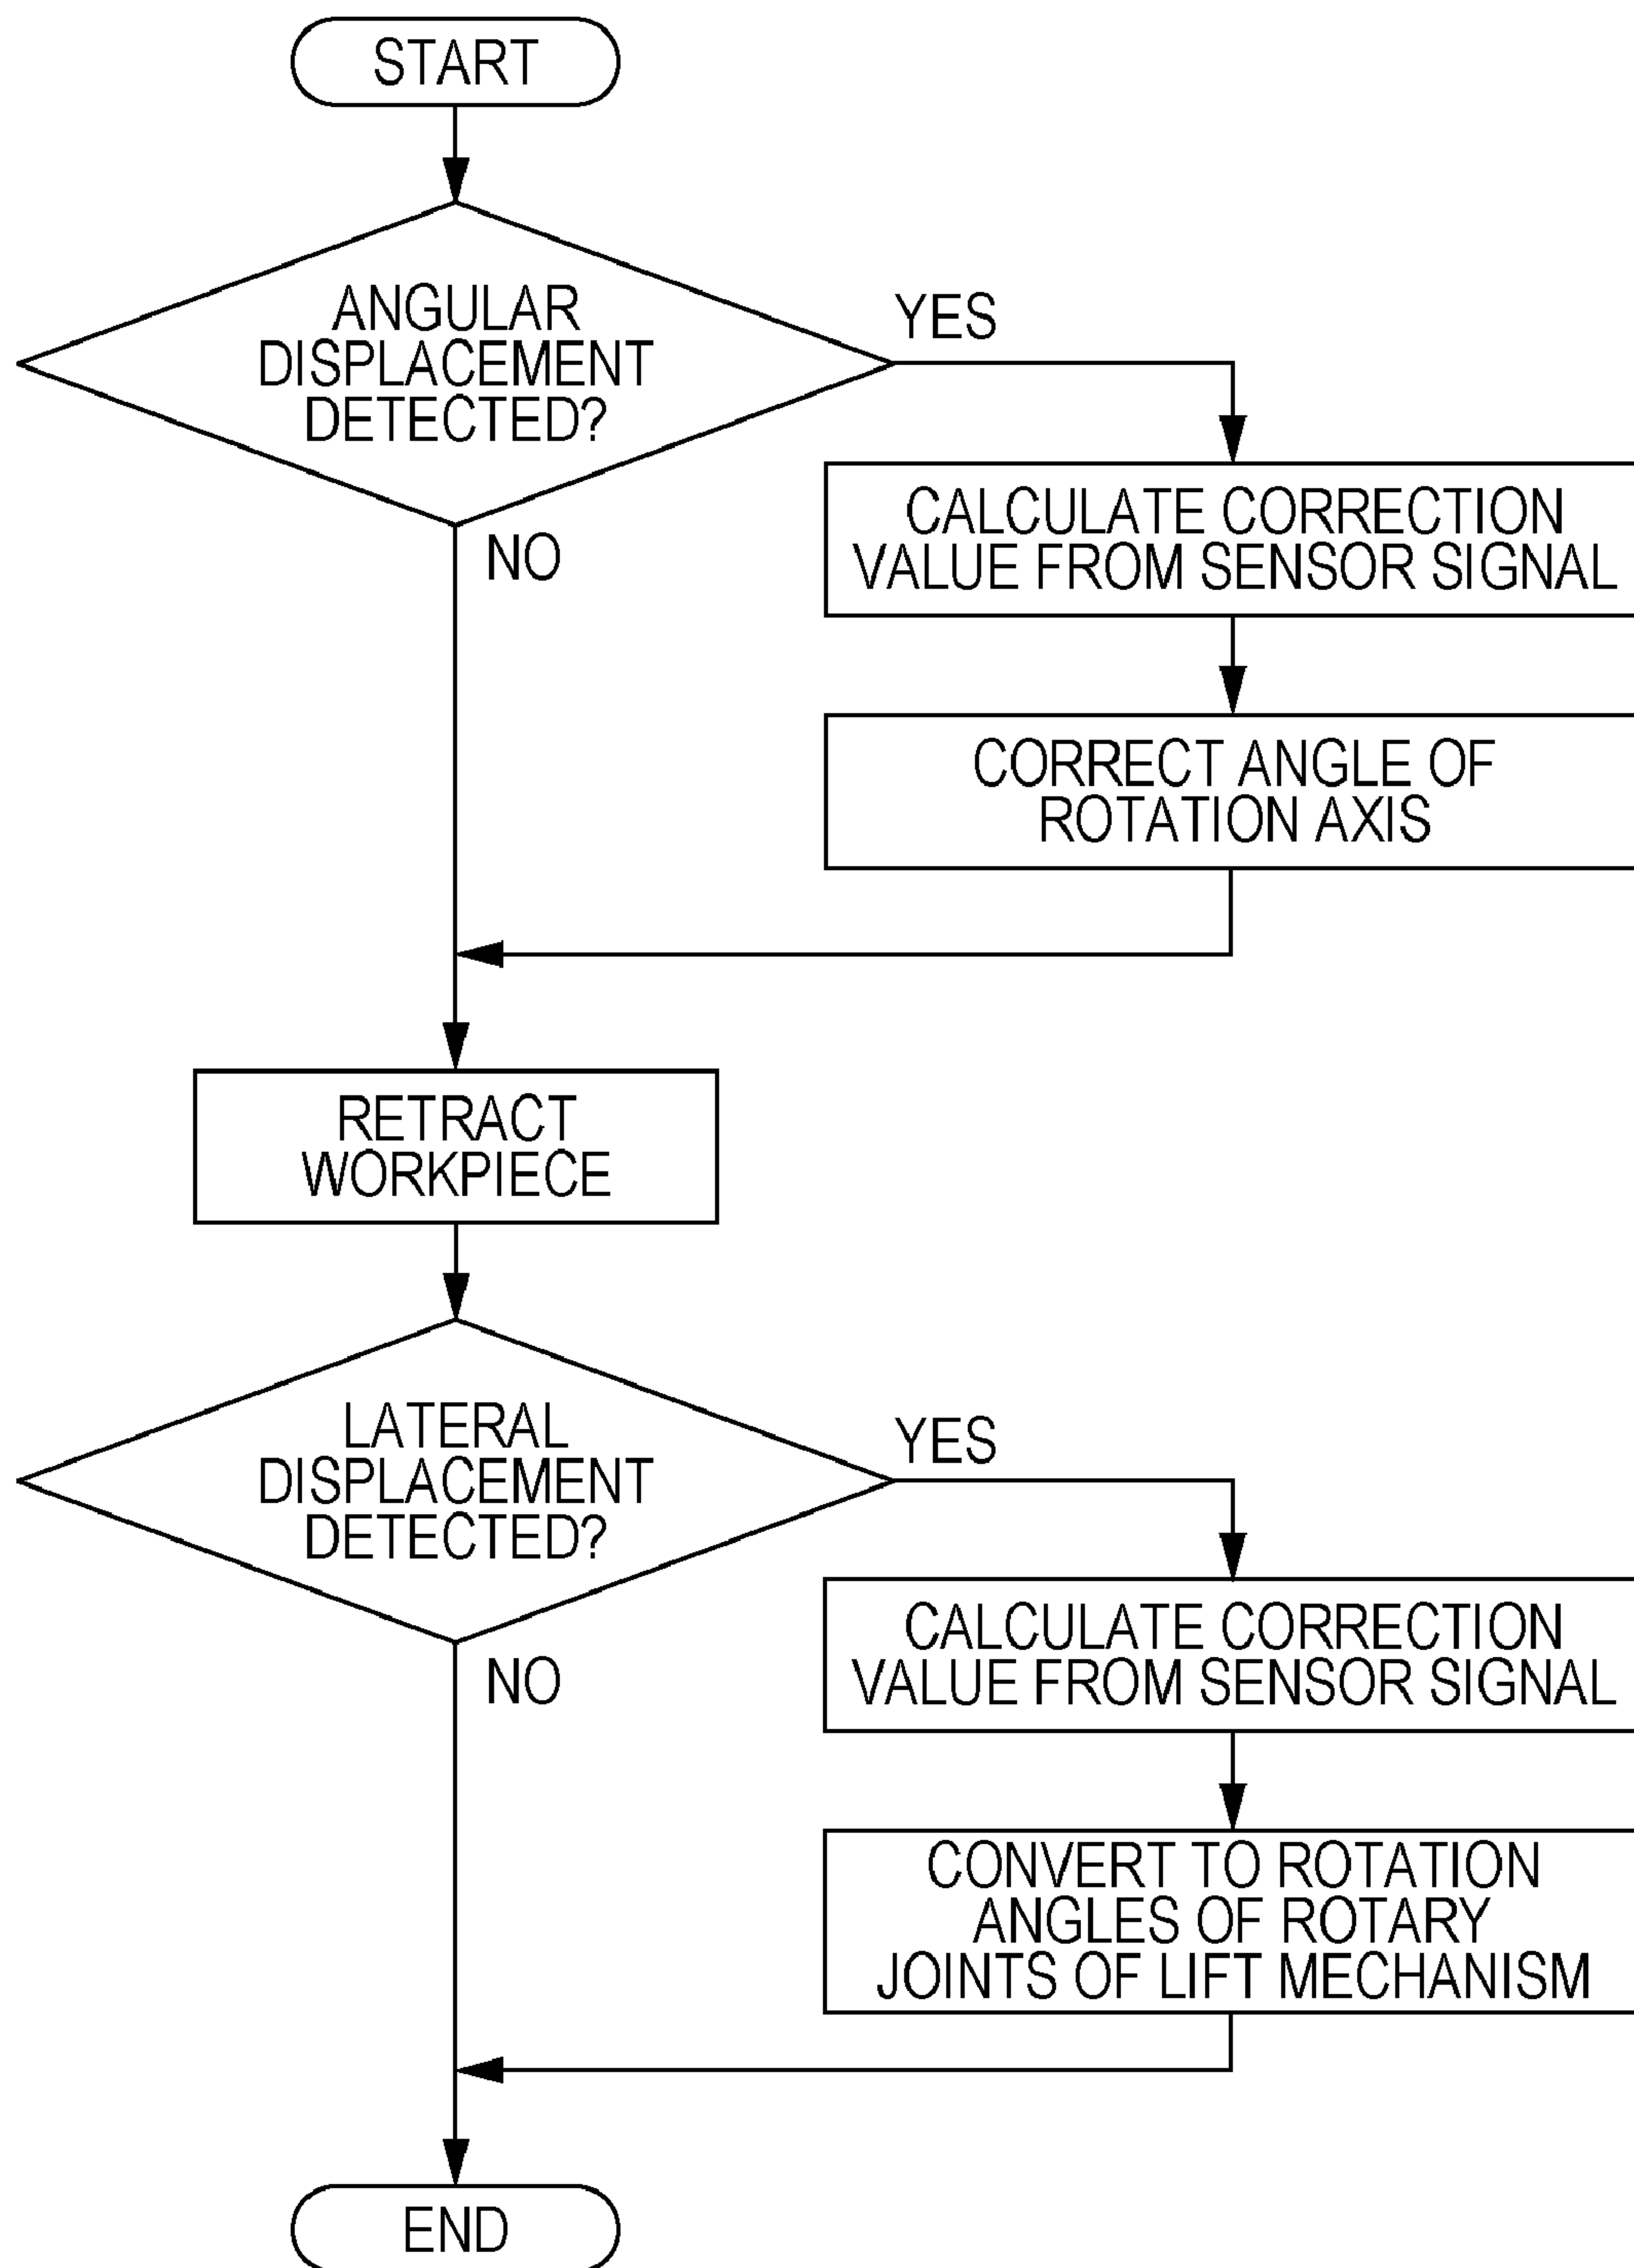 START
ANGULAR
DISPLACEMENT
DETECTED?
YES
NO
CALCULATE CORRECTION
VALUE FROM SENSOR SIGNAL
CORRECT ANGLE OF
ROTATION AXIS
RETRACT
WORKPIECE
LATERAL
DISPLACEMENT
DETECTED?
YES
NO
CALCULATE CORRECTION
VALUE FROM SENSOR SIGNAL
CONVERT TO ROTATION
ANGLES OF ROTARY
JOINTS OF LIFT MECHANISM
END